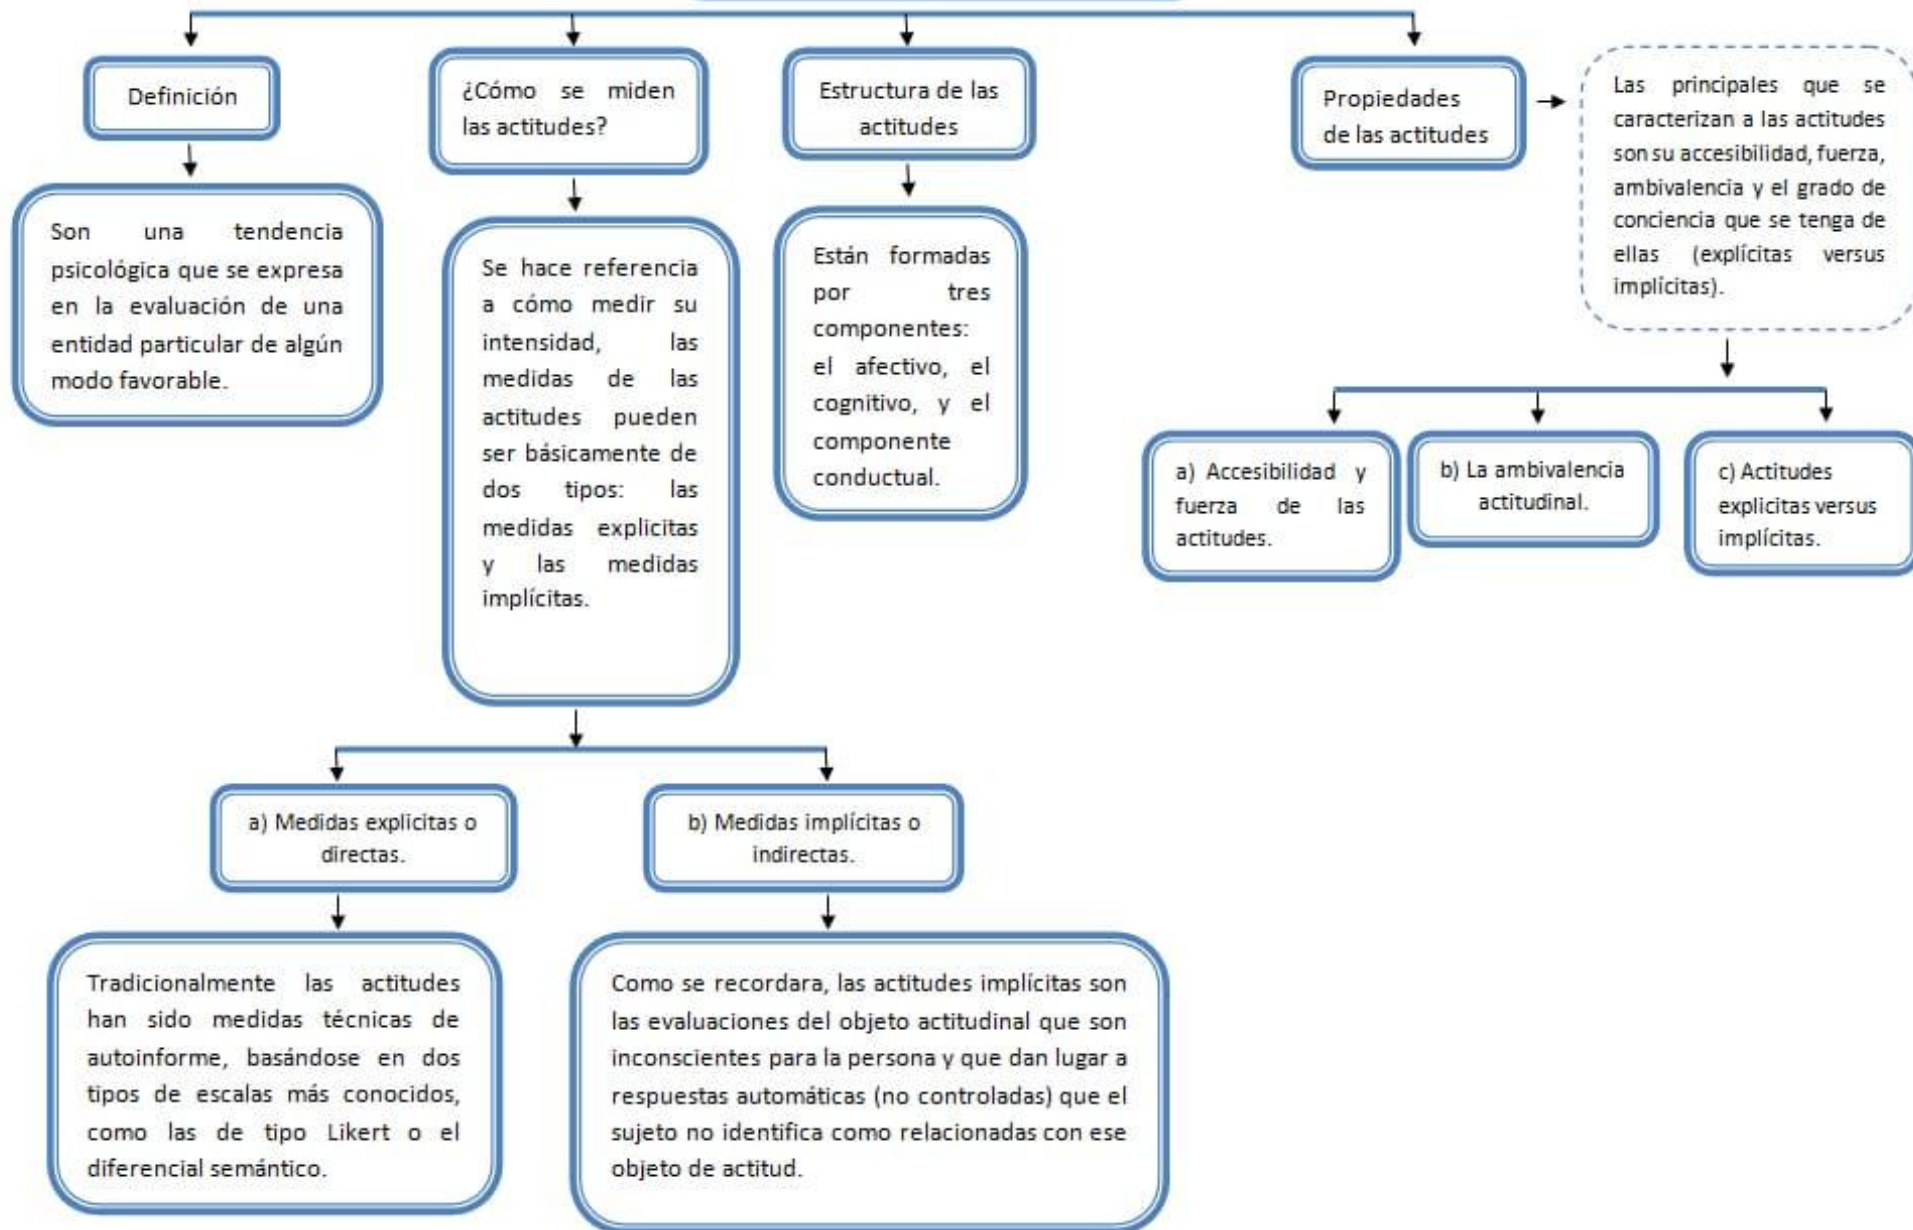 Definición
Son una tendencia
psicológica que se expresa
en la evaluación de una
entidad particular de algún
modo favorable.
¿Cómo se miden
las actitudes?
Se hace referencia
a cómo medir su
intensidad, las
medidas de las
actitudes pueden
ser básicamente de
dos tipos: las
medidas explicitas
y las medidas
implícitas.
a) Medidas explicitas o
directas.
Tradicionalmente las actitudes
han sido medidas técnicas de
autoinforme, basándose en dos
tipos de escalas más conocidos,
como las de tipo Likert o el
diferencial semántico.
b) Medidas implícitas o
indirectas.
Como se recordara, las actitudes implícitas son
las evaluaciones del objeto actitudinal que son
inconscientes para la persona y que dan lugar a
respuestas automáticas (no controladas) que el
sujeto no identifica como relacionadas con ese
objeto de actitud.
Estructura de las
actitudes
Están formadas
por tres
componentes:
el afectivo, el
cognitivo, y el
componente
conductual.
Propiedades
de las actitudes
Las principales que se
caracterizan a las actitudes
son su accesibilidad, fuerza,
ambivalencia y el grado de
conciencia que se tenga de
ellas (explícitas versus
implícitas).
a) Accesibilidad y
fuerza de las
actitudes.
b) La ambivalencia
actitudinal.
c) Actitudes
explicitas versus
implícitas.